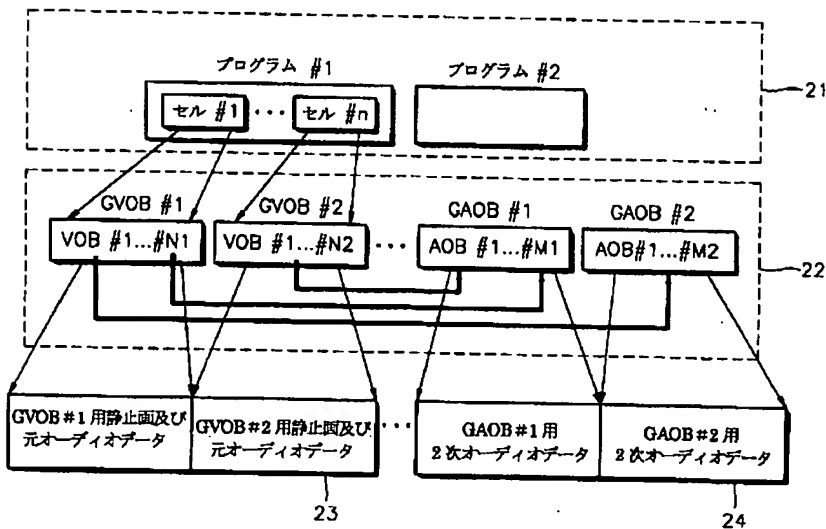 プログラム #1
プログラム #2
21
セル #1 ··· セル #n
GVOB #1
GVOB #2
GAOB #1
GAOB #2
VOB #1...#N1
VOB #1...#N2
···
AOB #1...#M1
AOB#1...#M2
22
GVOB#1用静止画及び
元オーディオデータ
GVOB#2用静止画及び
元オーディオデータ
···
GAOB#1用
2次オーディオデータ
GAOB#2用
2次オーディオデータ
23
24